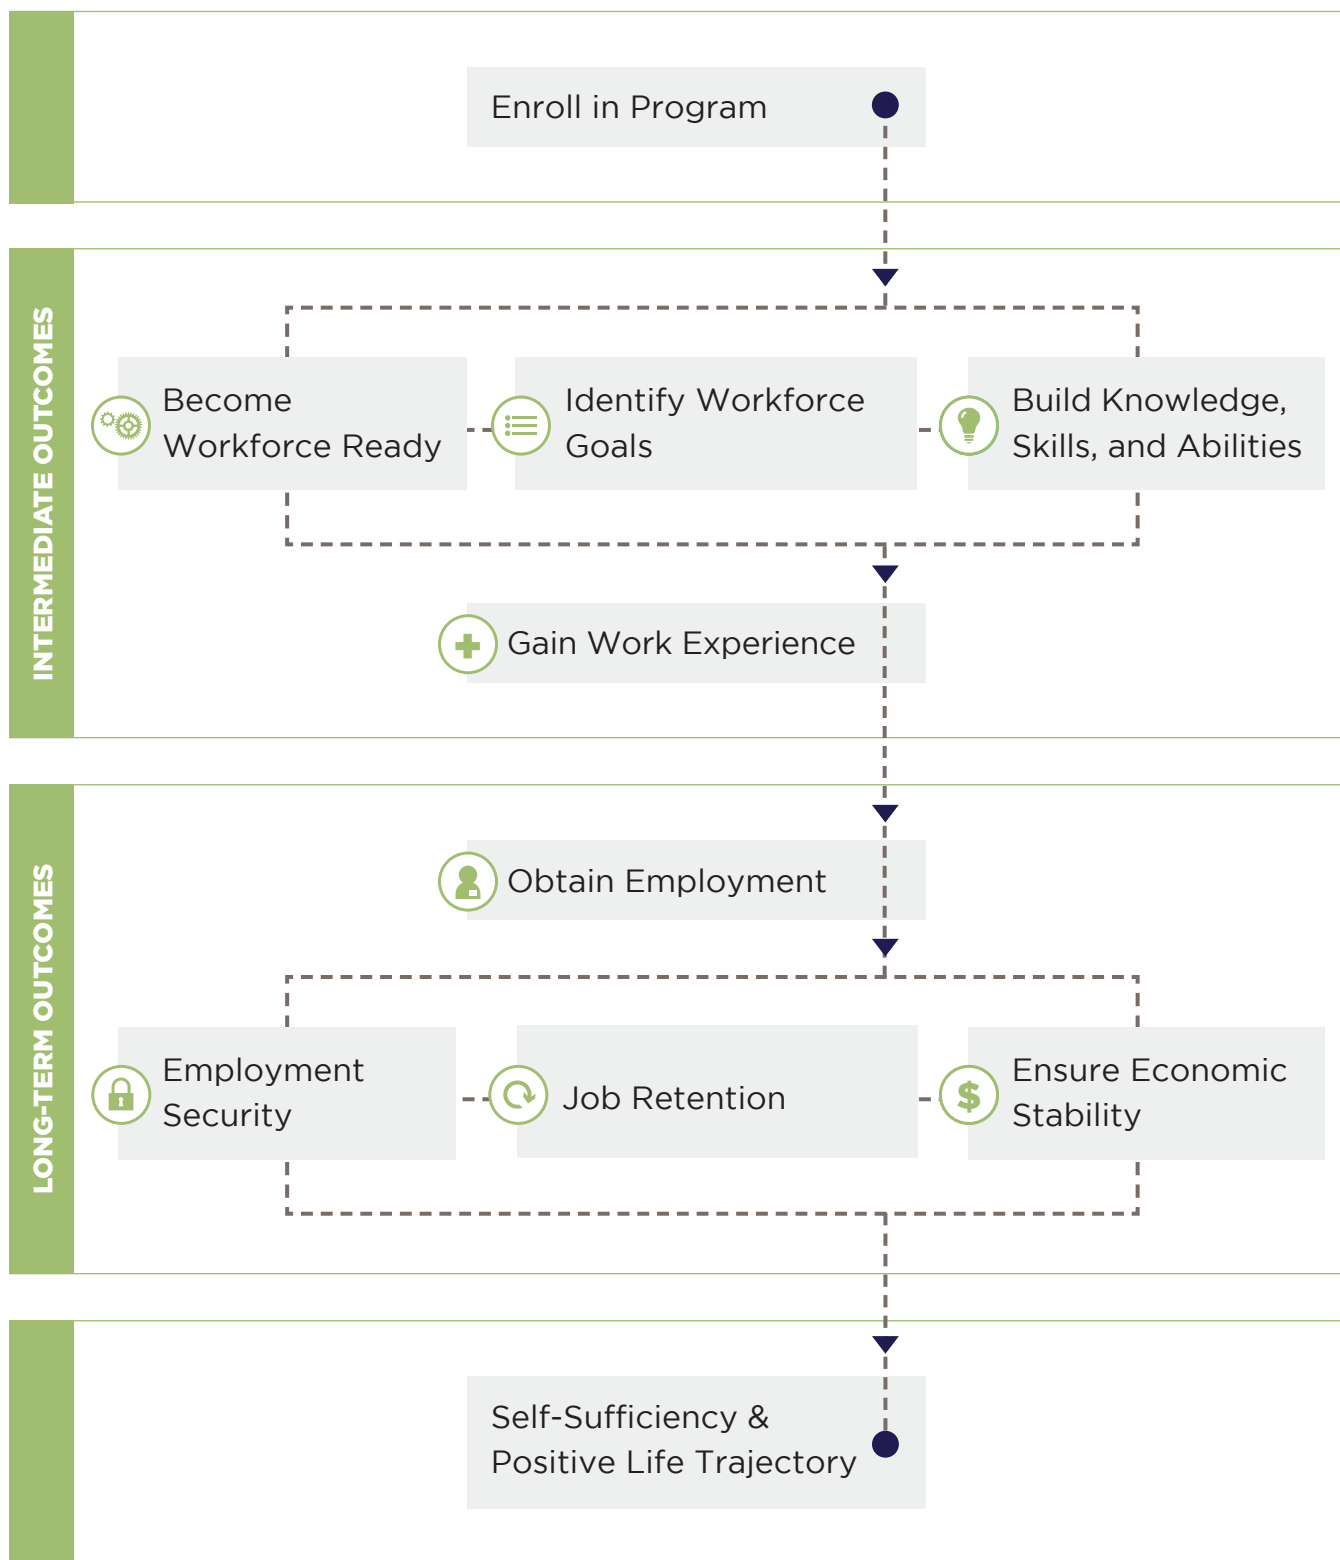 Enroll in Program
INTERMEDIATE OUTCOMES
Become
Workforce Ready
Identify Workforce
Goals
Build Knowledge,
Skills, and Abilities
Gain Work Experience
LONG-TERM OUTCOMES
Obtain Employment
Employment
Security
Job Retention
$
Ensure Economic
Stability
Self-Sufficiency &
Positive Life Trajectory